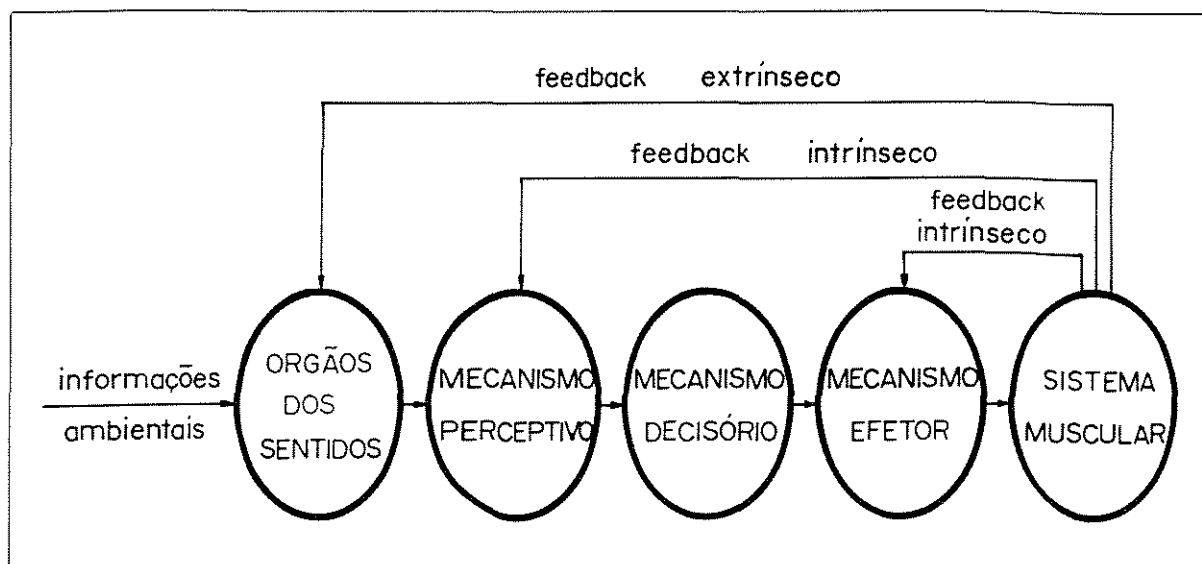 feedback extrínseco
feedback intrínseco
feedback
intrínseco
informações
ambientais
ORGÃOS
DOS
SENTIDOS
MECANISMO
PERCEPTIVO
MECANISMO
DECISÓRIO
MECANISMO
EFETOR
SISTEMA
MUSCULAR